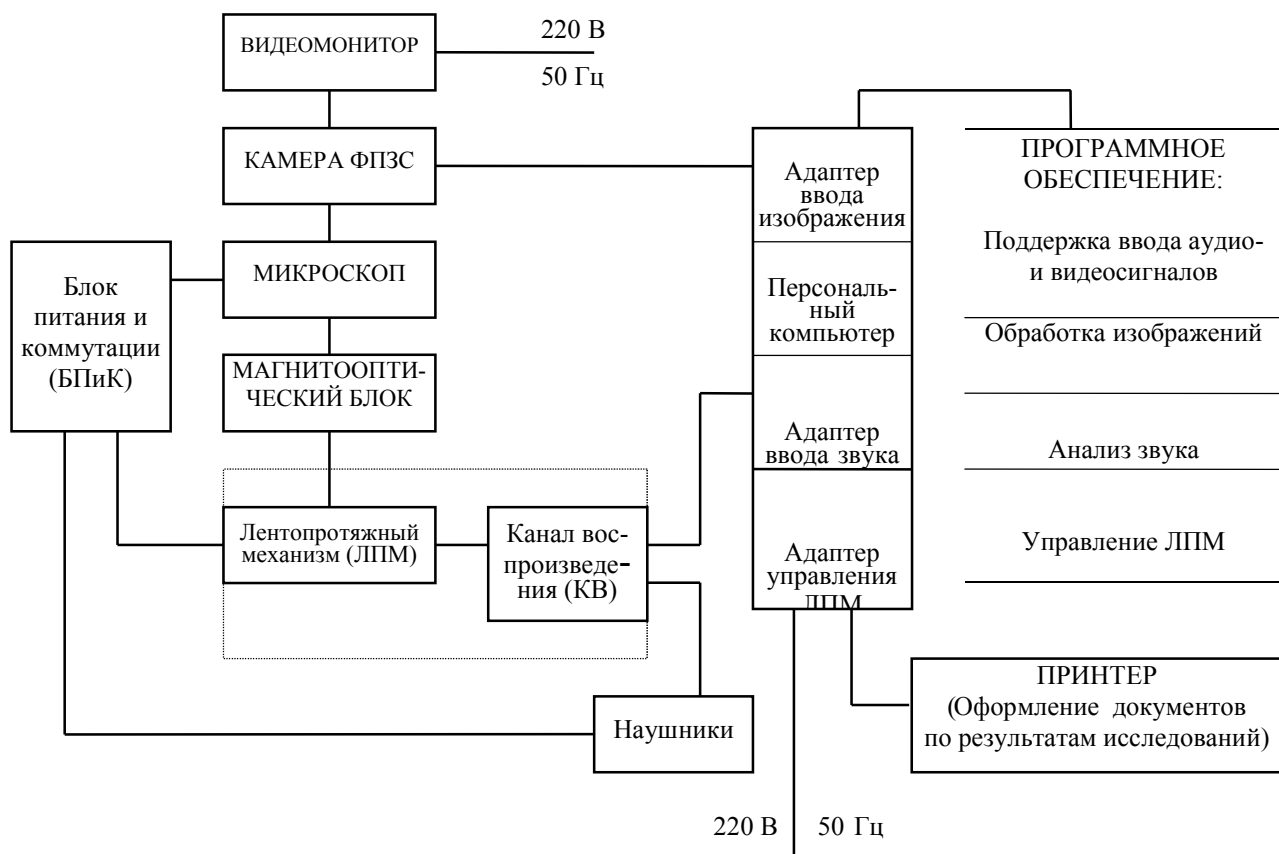 ВИДЕОМОНИТОР
220 В
50 Гц
КАМЕРА ФПЗС
МИКРОСКОП
Блок
питания и
коммутации
(БПиК)
МАГНИТООПТИ-
ЧЕСКИЙ БЛОК
Лентопротяжный
механизм (ЛПМ)
Канал вос-
произведе-
ния (КВ)
Наушники
Адаптер
ввода
изображения
Персональ-
ный
компьютер
Адаптер
ввода звука
Адаптер
управления
ЛПМ
ПРОГРАММНОЕ
ОБЕСПЕЧЕНИЕ:
Поддержка ввода аудио-
и видеосигналов
Обработка изображений
Анализ звука
Управление ЛПМ
ПРИНТЕР
(Оформление документов
по результатам исследований)
220 В 50 Гц